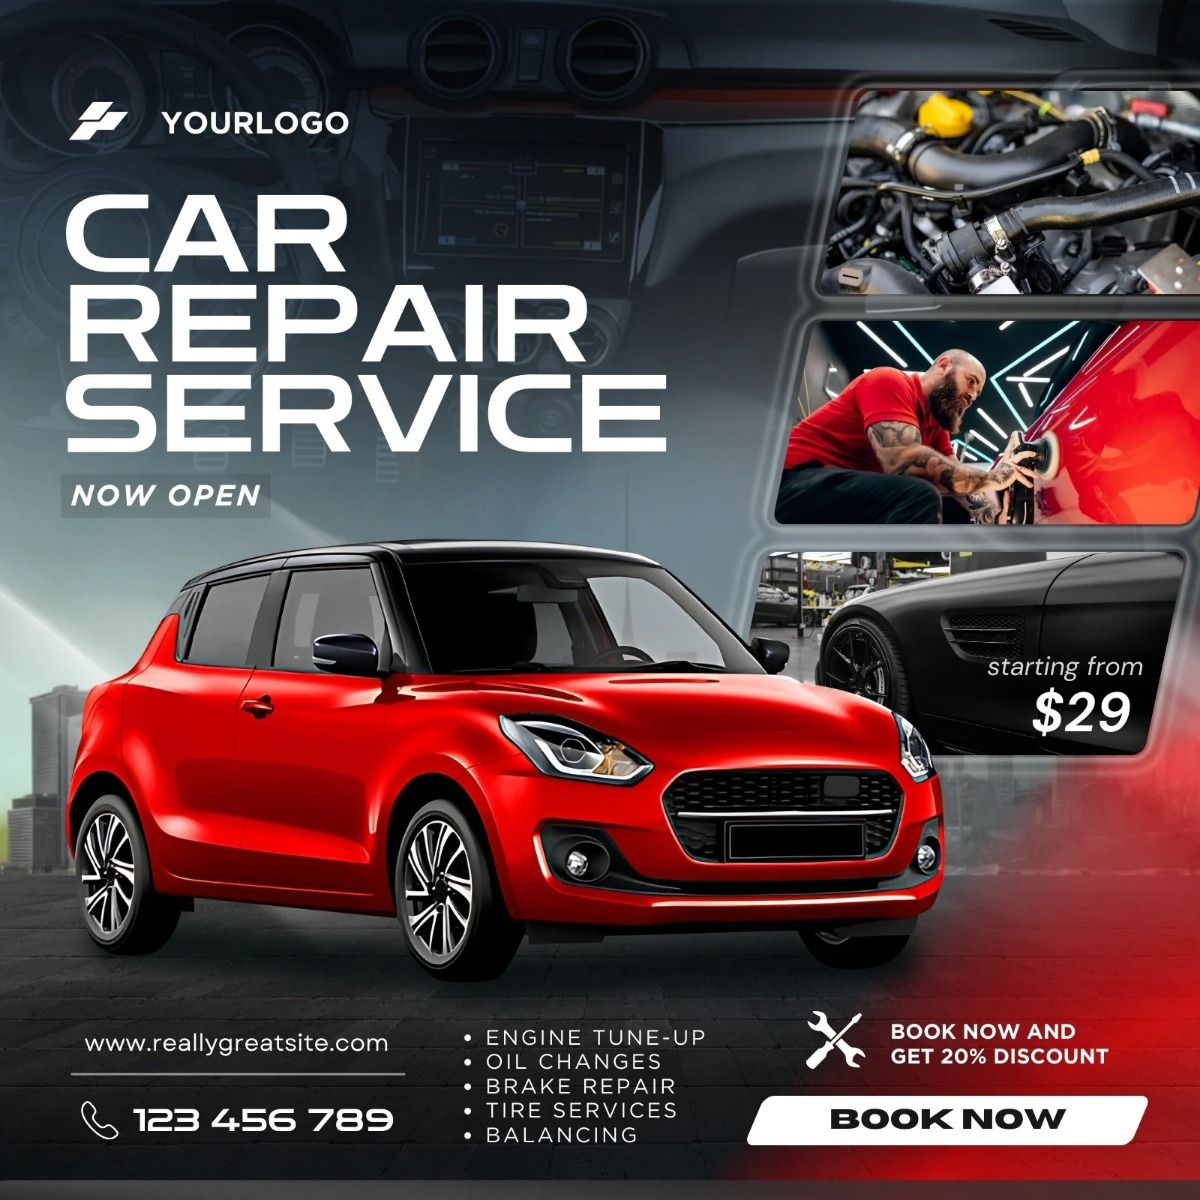 YOURLOGO
CAR
REPAIR
SERVICE
NOW OPEN
starting from
$29
www.reallygreatsite.com
123 456 789
• ENGINE TUNE-UP
• OIL CHANGES
• BRAKE REPAIR
• TIRE SERVICES
• BALANCING
BOOK NOW AND
GET 20% DISCOUNT
BOOK NOW